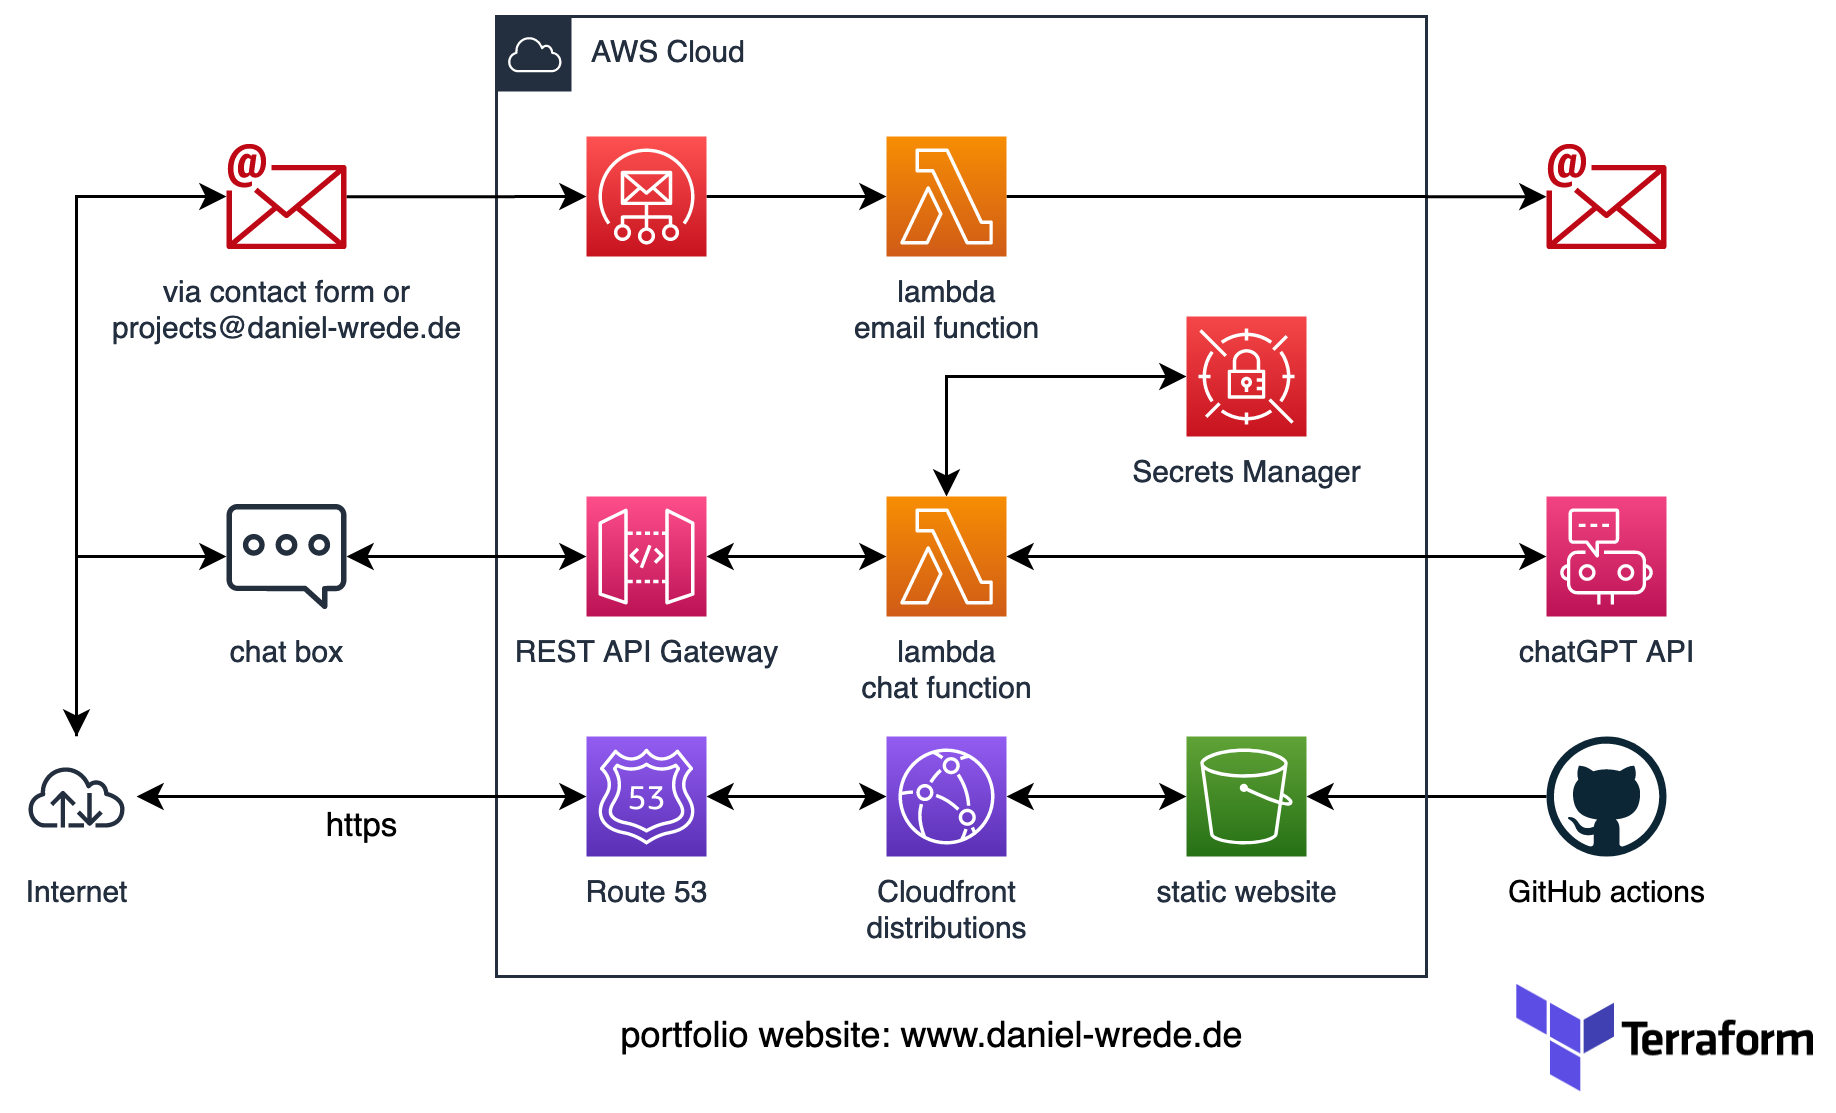 AWS Cloud
@
@
via contact form or
projects@daniel-wrede.de
lambda
email function
Secrets Manager
</>
chat box
REST API Gateway
lambda
chat function
chatGPT API
53
https
Internet
Route 53
Cloudfront
distributions
static website
GitHub actions
portfolio website: www.daniel-wrede.de
Terraform